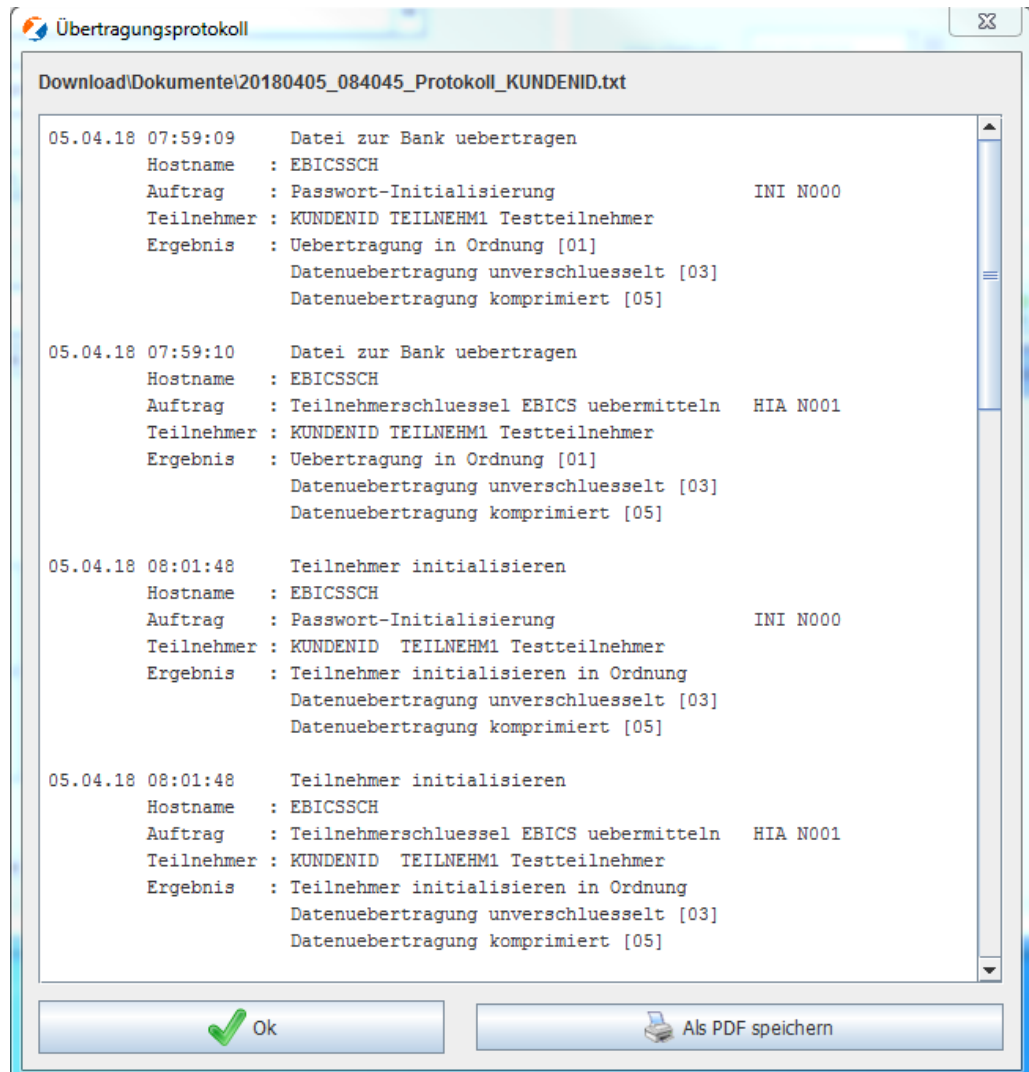 Übertragungsprotokoll
Download\Dokumente\20180405_084045_Protokoll_KUNDENID.txt
05.04.18 07:59:09 Datei zur Bank uebertragen
Hostname : EBICSSCH
Auftrag : Passwort-Initialisierung INI N000
Teilnehmer : KUNDENID TEILNEHM1 Testteilnehmer
Ergebnis : Uebertragung in Ordnung [01]
Datenuebertragung unverschluesselt [03]
Datenuebertragung komprimiert [05]
05.04.18 07:59:10 Datei zur Bank uebertragen
Hostname : EBICSSCH
Auftrag : Teilnehmerschluessel EBICS uebermitteln HIA N001
Teilnehmer : KUNDENID TEILNEHM1 Testteilnehmer
Ergebnis : Uebertragung in Ordnung [01]
Datenuebertragung unverschluesselt [03]
Datenuebertragung komprimiert [05]
05.04.18 08:01:48 Teilnehmer initialisieren
Hostname : EBICSSCH
Auftrag : Passwort-Initialisierung INI N000
Teilnehmer : KUNDENID TEILNEHM1 Testteilnehmer
Ergebnis : Teilnehmer initialisieren in Ordnung
Datenuebertragung unverschluesselt [03]
Datenuebertragung komprimiert [05]
05.04.18 08:01:48 Teilnehmer initialisieren
Hostname : EBICSSCH
Auftrag : Teilnehmerschluessel EBICS uebermitteln HIA N001
Teilnehmer : KUNDENID TEILNEHM1 Testteilnehmer
Ergebnis : Teilnehmer initialisieren in Ordnung
Datenuebertragung unverschluesselt [03]
Datenuebertragung komprimiert [05]
Ok
Als PDF speichern